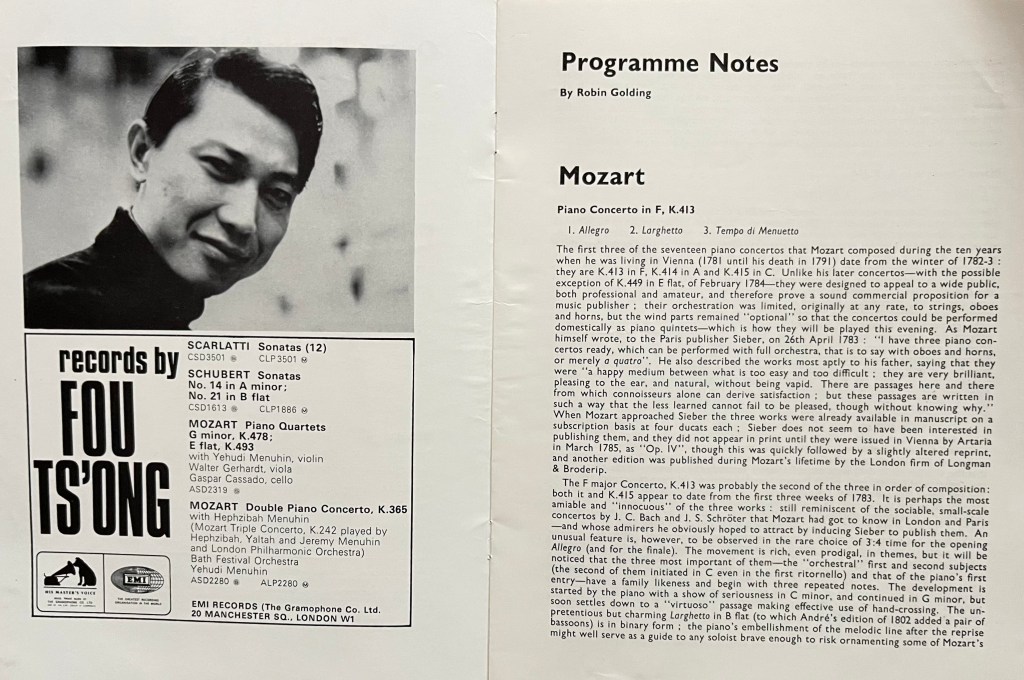 records by
FOU
TS'ONG
HIS MASTER'S VOICE
EMI
THE GREATEST RECORDING
ORGANISATION IN THE WORLD
SCARLATTI Sonatas (12)
CSD3501 CLP3501
SCHUBERT Sonatas
No. 14 in A minor;
No. 21 in B flat
CSD1613 CLP1886
MOZART Piano Quartets
G minor, K.478;
E flat, K.493
with Yehudi Menuhin, violin
Walter Gerhardt, viola
Gaspar Cassado, cello
ASD2319
MOZART Double Piano Concerto, K.365
with Hephzibah Menuhin
(Mozart Triple Concerto, K.242 played by
Hephzibah, Yaltah and Jeremy Menuhin
and London Philharmonic Orchestra)
Bath Festival Orchestra
Yehudi Menuhin
ASD2280 ALP2280
EMI RECORDS (The Gramophone Co. Ltd.
20 MANCHESTER SQ., LONDON W1
Programme Notes
By Robin Golding
Mozart
Piano Concerto in F, K.413
1. Allegro 2. Larghetto 3. Tempo di Menuetto
The first three of the seventeen piano concertos that Mozart composed during the ten years
when he was living in Vienna (1781 until his death in 1791) date from the winter of 1782-3 :
they are K.413 in F, K.414 in A and K.415 in C. Unlike his later concertos—with the possible
exception of K.449 in E flat, of February 1784—they were designed to appeal to a wide public,
both professional and amateur, and therefore prove a sound commercial proposition for a
music publisher ; their orchestration was limited, originally at any rate, to strings, oboes
and horns, but the wind parts remained "optional" so that the concertos could be performed
domestically as piano quintets—which is how they will be played this evening. As Mozart
himself wrote, to the Paris publisher Sieber, on 26th April 1783 : "I have three piano con-
certos ready, which can be performed with full orchestra, that is to say with oboes and horns,
or merely a quatro". He also described the works most aptly to his father, saying that they
were "a happy medium between what is too easy and too difficult ; they are very brilliant,
pleasing to the ear, and natural, without being vapid. There are passages here and there
from which connoisseurs alone can derive satisfaction ; but these passages are written in
such a way that the less learned cannot fail to be pleased, though without knowing why."
When Mozart approached Sieber the three works were already available in manuscript on a
subscription basis at four ducats each ; Sieber does not seem to have been interested in
publishing them, and they did not appear in print until they were issued in Vienna by Artaria
in March 1785, as "Op. IV", though this was quickly followed by a slightly altered reprint,
and another edition was published during Mozart's lifetime by the London firm of Longman
& Broderip.
The F major Concerto, K.413 was probably the second of the three in order of composition:
both it and K.415 appear to date from the first three weeks of 1783. It is perhaps the most
amiable and "innocuous" of the three works : still reminiscent of the sociable, small-scale
concertos by J. C. Bach and J. S. Schröter that Mozart had got to know in London and Paris
—and whose admirers he obviously hoped to attract by inducing Sieber to publish them. An
unusual feature is, however, to be observed in the rare choice of 3:4 time for the opening
Allegro (and for the finale). The movement is rich, even prodigal, in themes, but it will be
noticed that the three most important of them—the "orchestral" first and second subjects
(the second of them initiated in C even in the first ritornello) and that of the piano's first
entry—have a family likeness and begin with three repeated notes. The development is
started by the piano with a show of seriousness in C minor, and continued in G minor, but
soon settles down to a "virtuoso" passage making effective use of hand-crossing. The un-
pretentious but charming Larghetto in B flat (to which André's edition of 1802 added a pair of
bassoons) is in binary form ; the piano's embellishment of the melodic line after the reprise
might well serve as a guide to any soloist brave enough to risk ornamenting some of Mozart's